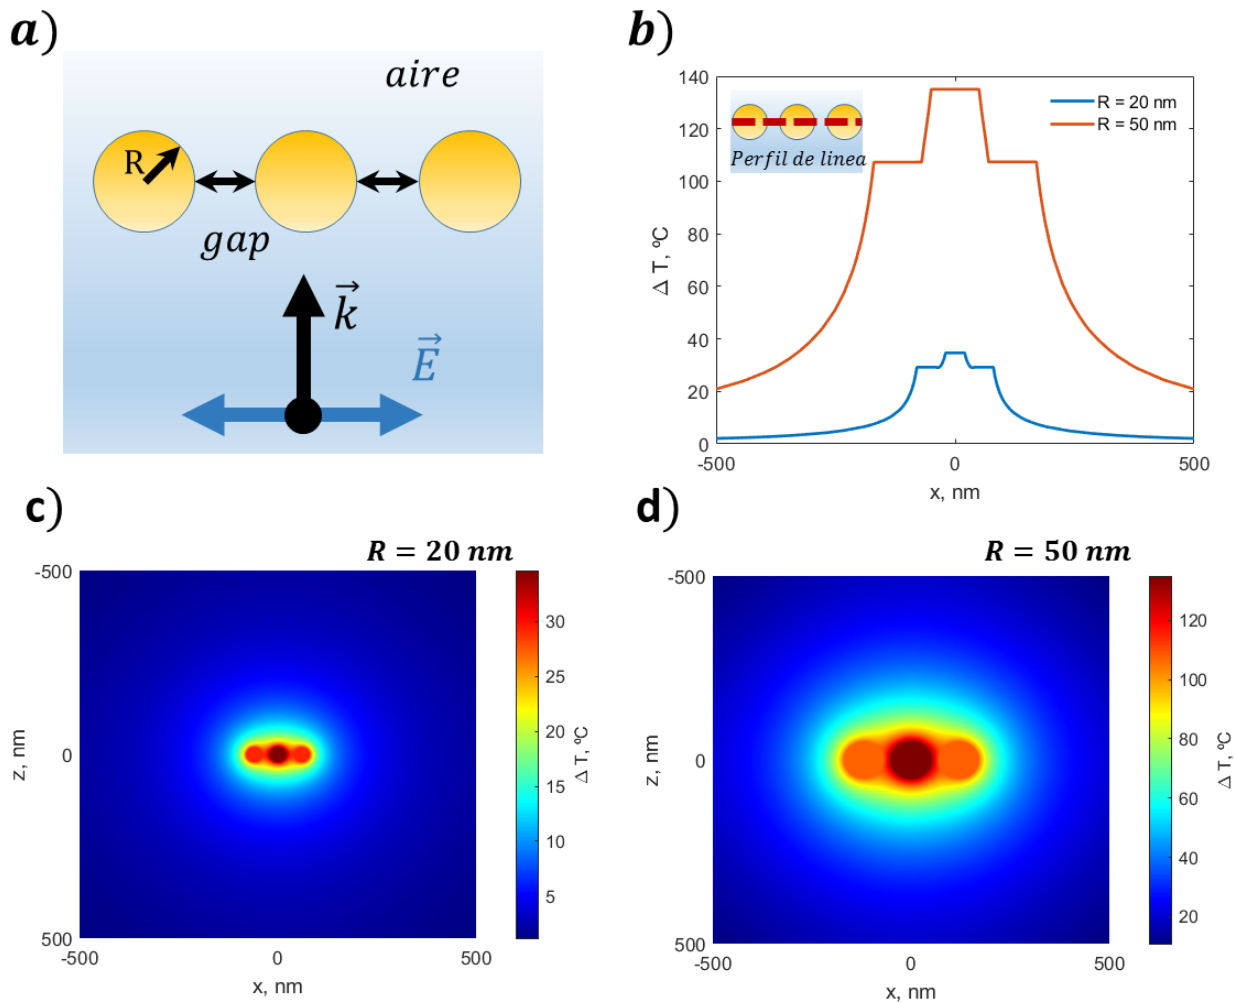 a)
aire
R
gap
k
E
b)
140
120
100
80
60
40
20
0
Δ T, ºC
R = 20 nm
R = 50 nm
Perfil de linea
-500
0
500
x, nm
c)
R = 20 nm
-500
0
500
z, nm
-500
0
500
x, nm
30
25
20
15
10
5
Δ T, ºC
d)
R = 50 nm
-500
0
500
z, nm
-500
0
500
x, nm
120
100
80
60
40
20
Δ T, ºC